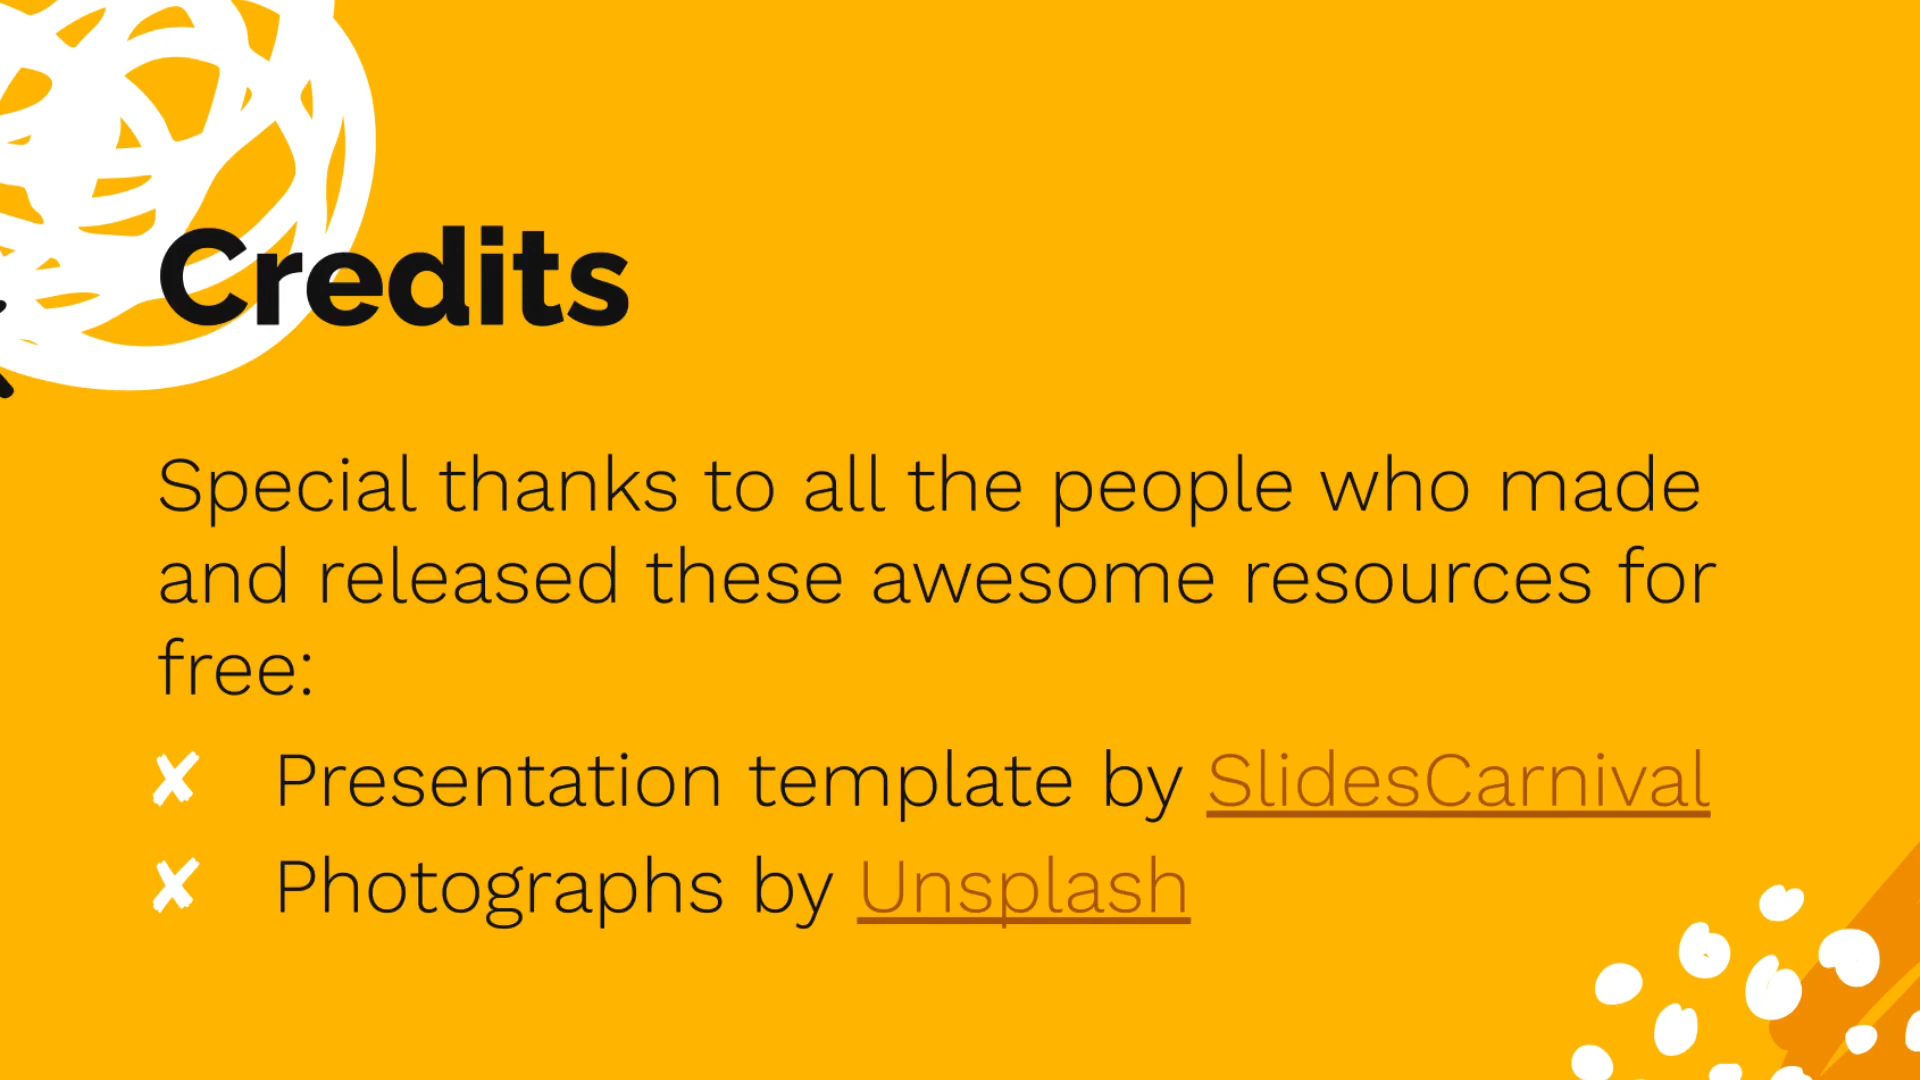 Credits
Special thanks to all the people who made
and released these awesome resources for
free:
✘ Presentation template by SlidesCarnival
✘ Photographs by Unsplash